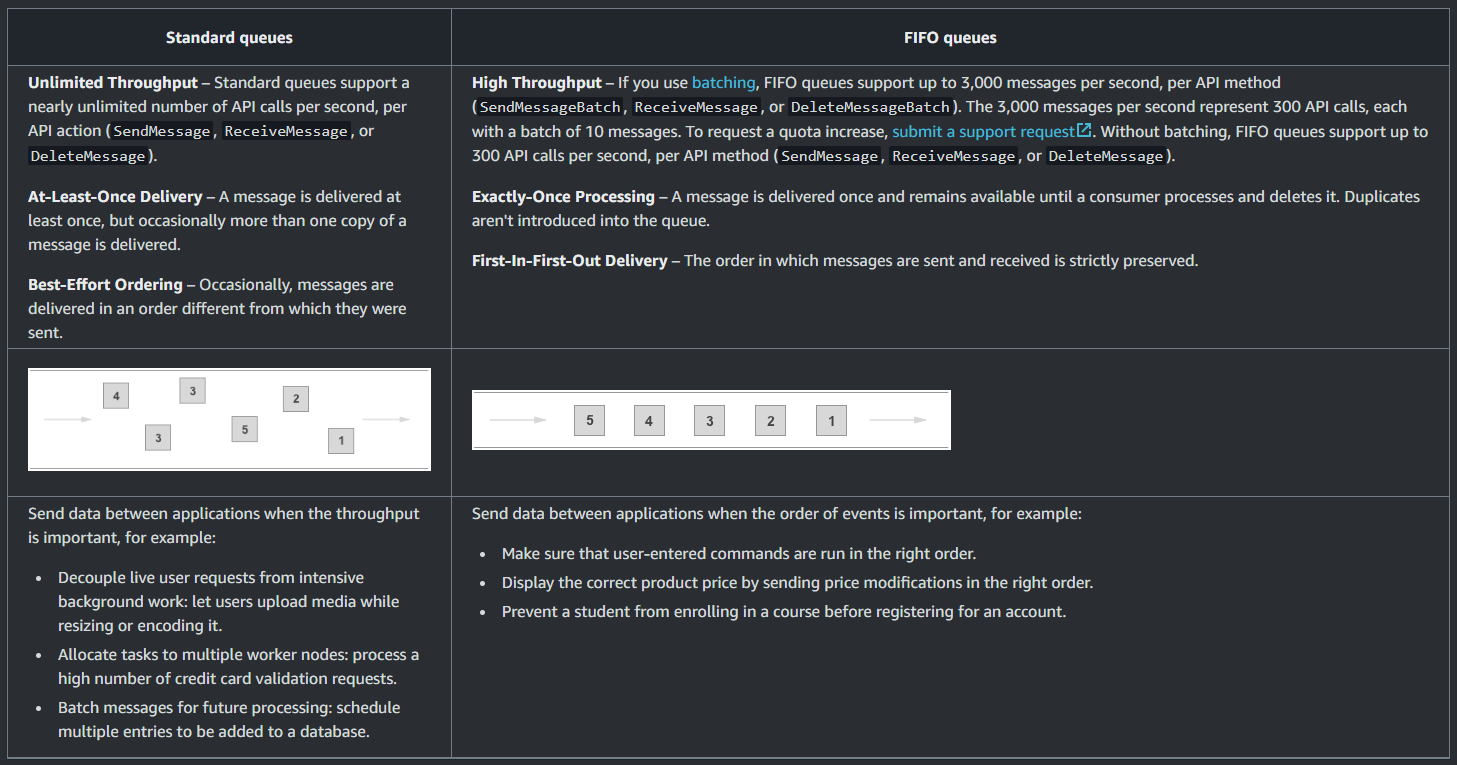 Standard queues
FIFO queues
Unlimited Throughput – Standard queues support a
nearly unlimited number of API calls per second, per
API action (SendMessage, ReceiveMessage, or
DeleteMessage).
At-Least-Once Delivery – A message is delivered at
least once, but occasionally more than one copy of a
message is delivered.
Best-Effort Ordering – Occasionally, messages are
delivered in an order different from which they were
sent.
High Throughput – If you use batching, FIFO queues support up to 3,000 messages per second, per API method
(SendMessageBatch, ReceiveMessage, or DeleteMessageBatch). The 3,000 messages per second represent 300 API calls, each
with a batch of 10 messages. To request a quota increase, submit a support request. Without batching, FIFO queues support up to
300 API calls per second, per API method (SendMessage, ReceiveMessage, or DeleteMessage).
Exactly-Once Processing – A message is delivered once and remains available until a consumer processes and deletes it. Duplicates
aren't introduced into the queue.
First-In-First-Out Delivery – The order in which messages are sent and received is strictly preserved.
4 3 2
3 5 1
5 4 3 2 1
Send data between applications when the throughput
is important, for example:
• Decouple live user requests from intensive
background work: let users upload media while
resizing or encoding it.
• Allocate tasks to multiple worker nodes: process a
high number of credit card validation requests.
• Batch messages for future processing: schedule
multiple entries to be added to a database.
Send data between applications when the order of events is important, for example:
• Make sure that user-entered commands are run in the right order.
• Display the correct product price by sending price modifications in the right order.
• Prevent a student from enrolling in a course before registering for an account.